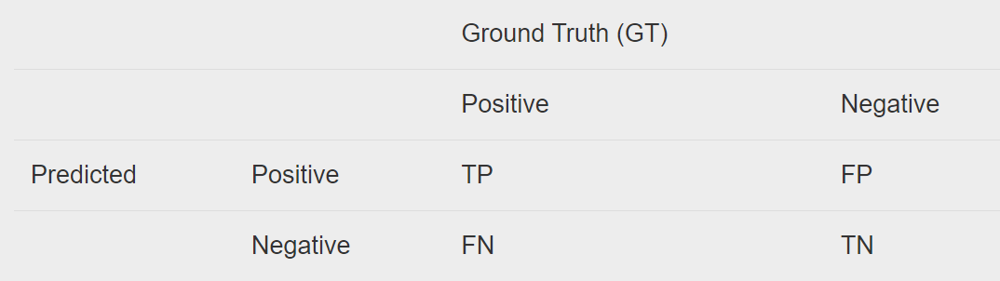 Ground Truth (GT)
Positive Negative
Predicted Positive TP FP
Negative FN TN